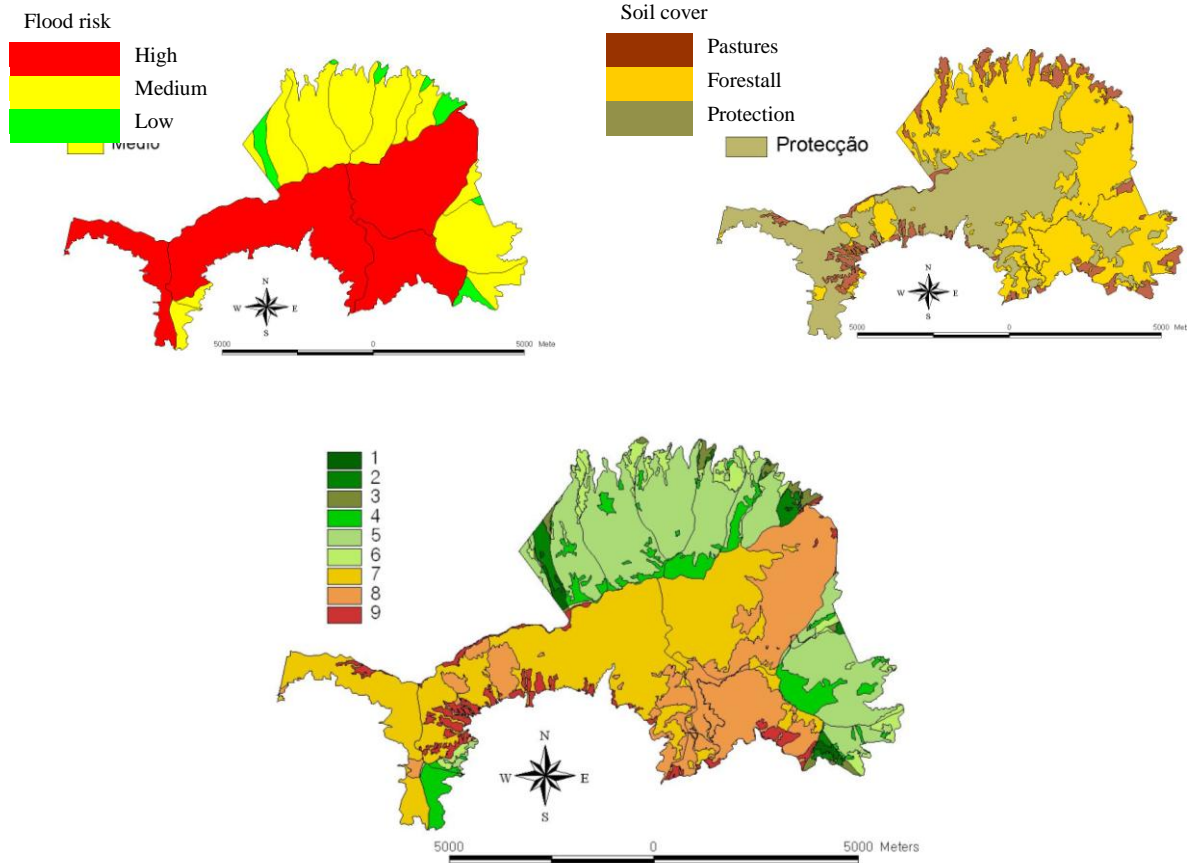 Flood risk
High
Medium
Low
Médio
N
W E
S
5000 0 5000 Mete
Soil cover
Pastures
Forestall
Protection
Protecção
N
W E
S
5000 0 5000 Met
1
2
3
4
5
6
7
8
9
N
W E
S
5000 0 5000 Meters